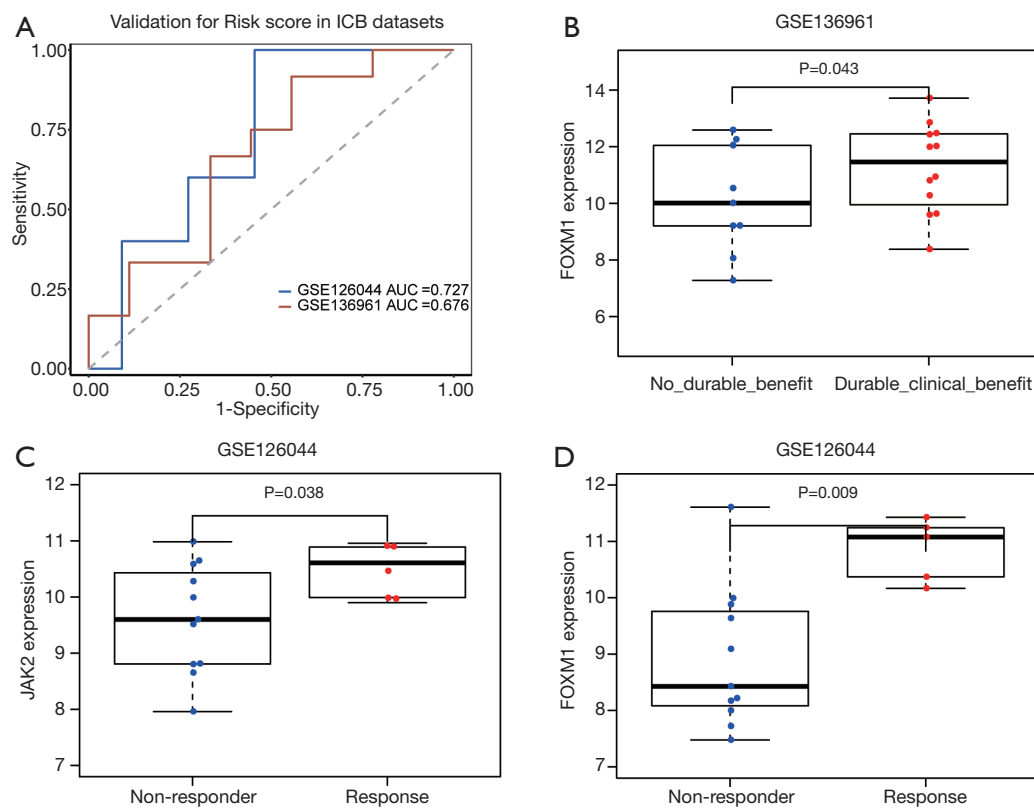 A
Validation for Risk score in ICB datasets
1.00
0.75
0.50
0.25
0.00
Sensitivity
GSE126044 AUC =0.727
GSE136961 AUC =0.676
0.00 0.25 0.50 0.75 1.00
1-Specificity
B
GSE136961
P=0.043
14
12
10
8
6
FOXM1 expression
No_durable_benefit Durable_clinical_benefit
C
GSE126044
P=0.038
12
11
10
9
8
7
JAK2 expression
Non-responder Response
D
GSE126044
P=0.009
12
11
10
9
8
7
FOXM1 expression
Non-responder Response